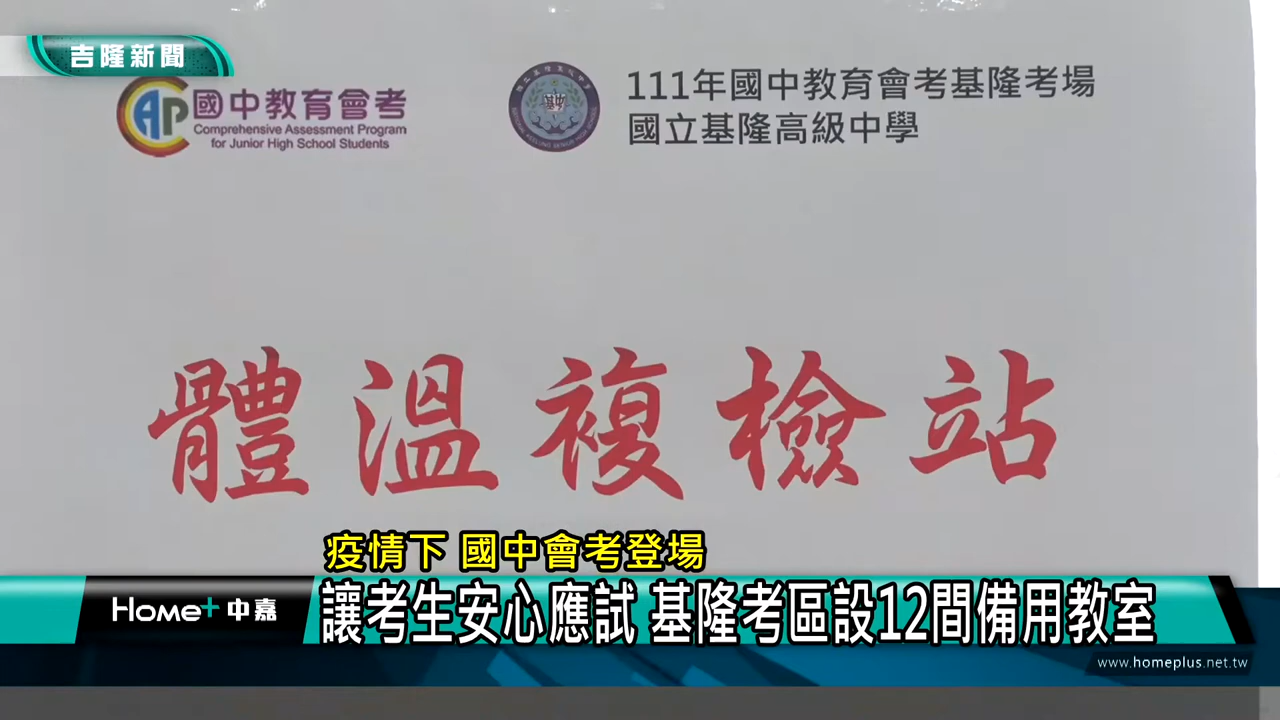 吉隆新聞
CAP
國中教育會考
Comprehensive Assessment Program
for Junior High School Students
111年國中教育會考基隆考場
國立基隆高級中學
體溫複檢站
疫情下 國中會考登場
Home+中嘉
讓考生安心應試 基隆考區設12間備用教室
www.homeplus.net.tw